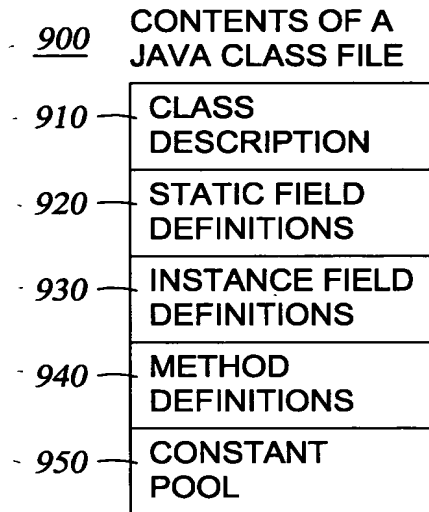 900 CONTENTS OF A
JAVA CLASS FILE
910 CLASS
DESCRIPTION
920 STATIC FIELD
DEFINITIONS
930 INSTANCE FIELD
DEFINITIONS
940 METHOD
DEFINITIONS
950 CONSTANT
POOL